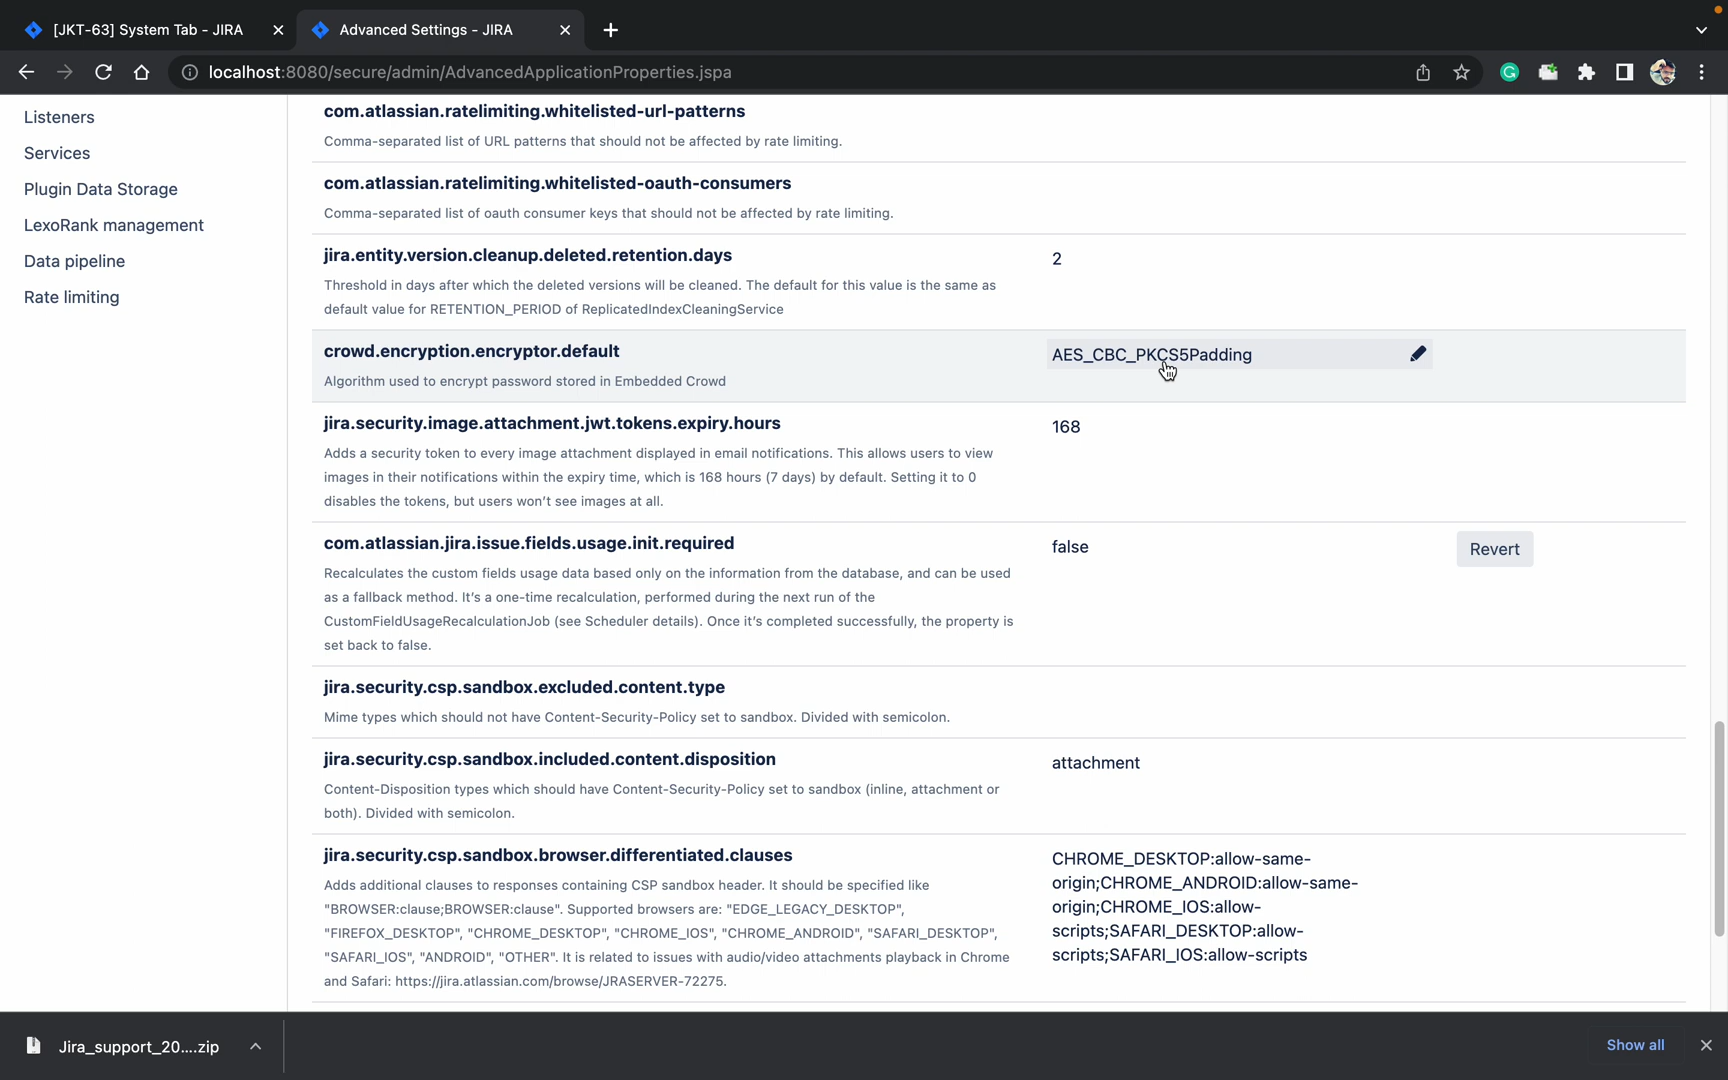 [JKT-63] System Tab - JIRA
Advanced Settings - JIRA
localhost:8080/secure/admin/AdvancedApplicationProperties.jspa
Listeners
Services
Plugin Data Storage
LexoRank management
Data pipeline
Rate limiting
com.atlassian.ratelimiting.whitelisted-url-patterns
Comma-separated list of URL patterns that should not be affected by rate limiting.
com.atlassian.ratelimiting.whitelisted-oauth-consumers
Comma-separated list of oauth consumer keys that should not be affected by rate limiting.
jira.entity.version.cleanup.deleted.retention.days
2
Threshold in days after which the deleted versions will be cleaned. The default for this value is the same as
default value for RETENTION_PERIOD of ReplicatedIndexCleaningService
crowd.encryption.encryptor.default
AES_CBC_PKCS5Padding
Algorithm used to encrypt password stored in Embedded Crowd
jira.security.image.attachment.jwt.tokens.expiry.hours
168
Adds a security token to every image attachment displayed in email notifications. This allows users to view
images in their notifications within the expiry time, which is 168 hours (7 days) by default. Setting it to 0
disables the tokens, but users won't see images at all.
com.atlassian.jira.issue.fields.usage.init.required
false
Revert
Recalculates the custom fields usage data based only on the information from the database, and can be used
as a fallback method. It's a one-time recalculation, performed during the next run of the
CustomFieldUsageRecalculationJob (see Scheduler details). Once it's completed successfully, the property is
set back to false.
jira.security.csp.sandbox.excluded.content.type
Mime types which should not have Content-Security-Policy set to sandbox. Divided with semicolon.
jira.security.csp.sandbox.included.content.disposition
attachment
Content-Disposition types which should have Content-Security-Policy set to sandbox (inline, attachment or
both). Divided with semicolon.
jira.security.csp.sandbox.browser.differentiated.clauses
Adds additional clauses to responses containing CSP sandbox header. It should be specified like
"BROWSER:clause;BROWSER:clause". Supported browsers are: "EDGE_LEGACY_DESKTOP",
"FIREFOX_DESKTOP", "CHROME_DESKTOP", "CHROME_IOS", "CHROME_ANDROID", "SAFARI_DESKTOP",
"SAFARI_IOS", "ANDROID", "OTHER". It is related to issues with audio/video attachments playback in Chrome
and Safari: https://jira.atlassian.com/browse/JRASERVER-72275.
CHROME_DESKTOP:allow-same-
origin;CHROME_ANDROID:allow-same-
origin;CHROME_IOS:allow-
scripts;SAFARI_DESKTOP:allow-
scripts;SAFARI_IOS:allow-scripts
Jira_support_20....zip
Show all